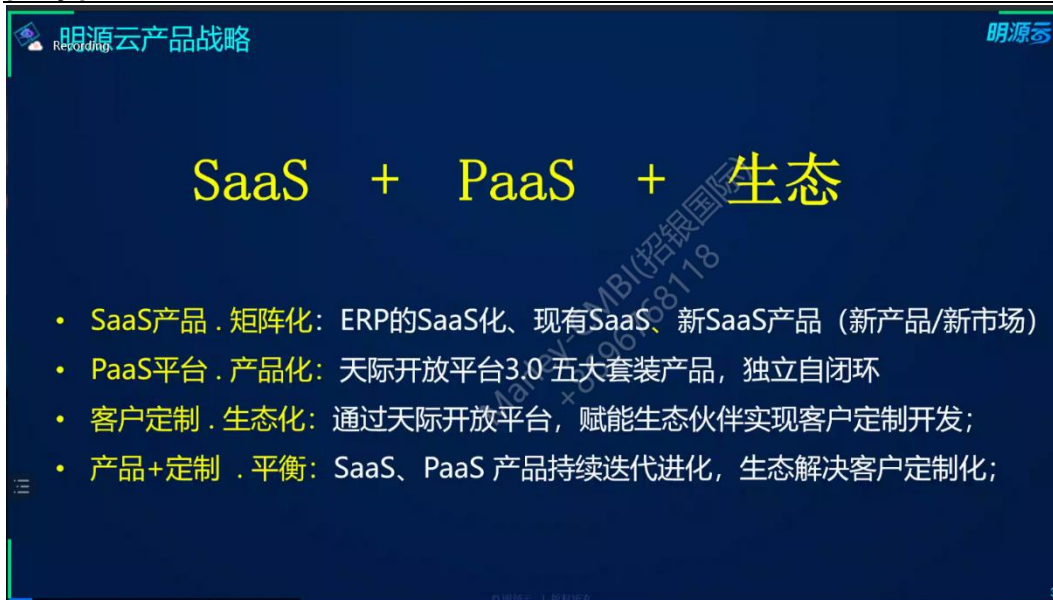 明源云产品战略
Recording
明源云
SaaS + PaaS + 生态
• SaaS产品 . 矩阵化：ERP的SaaS化、现有SaaS、新SaaS产品（新产品/新市场）
• PaaS平台 . 产品化：天际开放平台3.0 五大套装产品，独立自闭环
• 客户定制 . 生态化：通过天际开放平台，赋能生态伙伴实现客户定制开发；
• 产品+定制 . 平衡：SaaS、PaaS 产品持续迭代进化，生态解决客户定制化；